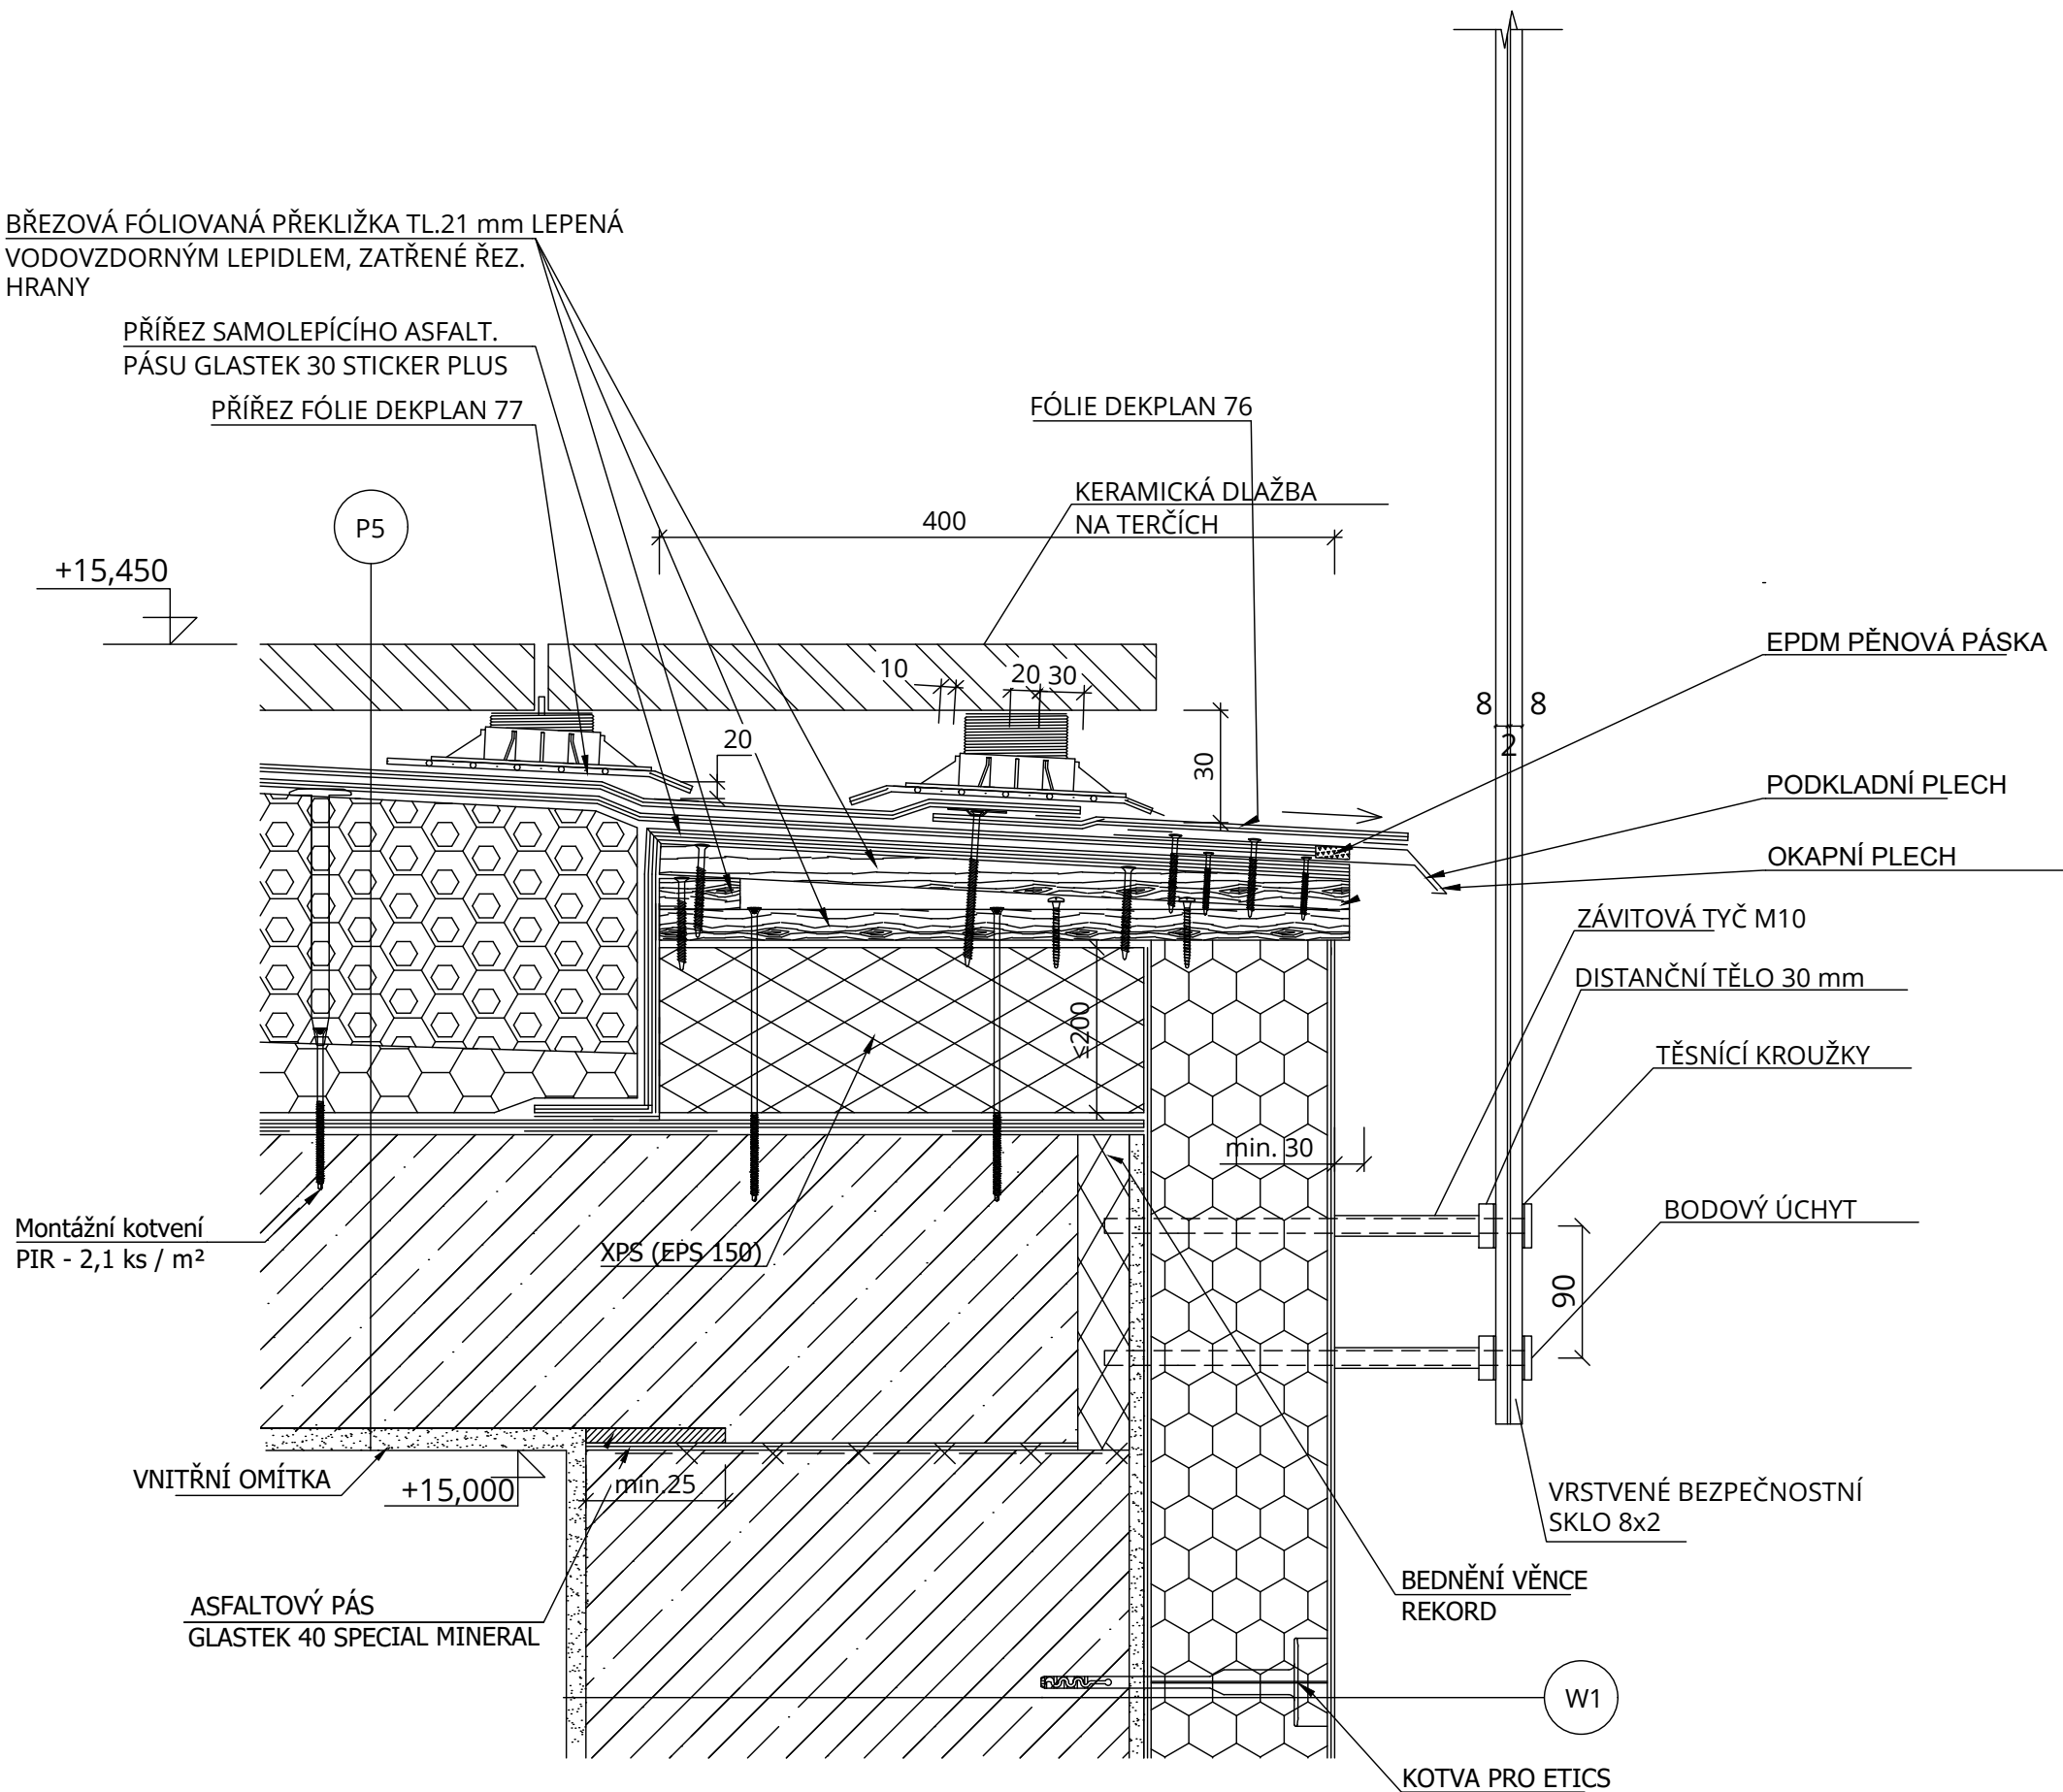 BŘEZOVÁ FÓLIOVANÁ PŘEKLIŽKA TL.21 mm LEPENÁ
VODOVZDORNÝM LEPIDLEM, ZATŘENÉ ŘEZ.
HRANY
PŘÍŘEZ SAMOLEPÍCÍHO ASFALT.
PÁSU GLASTEK 30 STICKER PLUS
PŘÍŘEZ FÓLIE DEKPLAN 77
FÓLIE DEKPLAN 76
KERAMICKÁ DLAŽBA
NA TERČÍCH
400
P5
+15,450
10
20
30
20
30
8
8
2
EPDM PĚNOVÁ PÁSKA
PODKLADNÍ PLECH
OKAPNÍ PLECH
ZÁVITOVÁ TYČ M10
DISTANČNÍ TĚLO 30 mm
TĚSNÍCÍ KROUŽKY
BODOVÝ ÚCHYT
≤200
min. 30
90
Montážní kotvení
PIR - 2,1 ks / m²
XPS (EPS 150)
VNITŘNÍ OMÍTKA
+15,000
min.25
VRSTVENÉ BEZPEČNOSTNÍ
SKLO 8x2
BEDNĚNÍ VĚNCE
REKORD
ASFALTOVÝ PÁS
GLASTEK 40 SPECIAL MINERAL
W1
KOTVA PRO ETICS